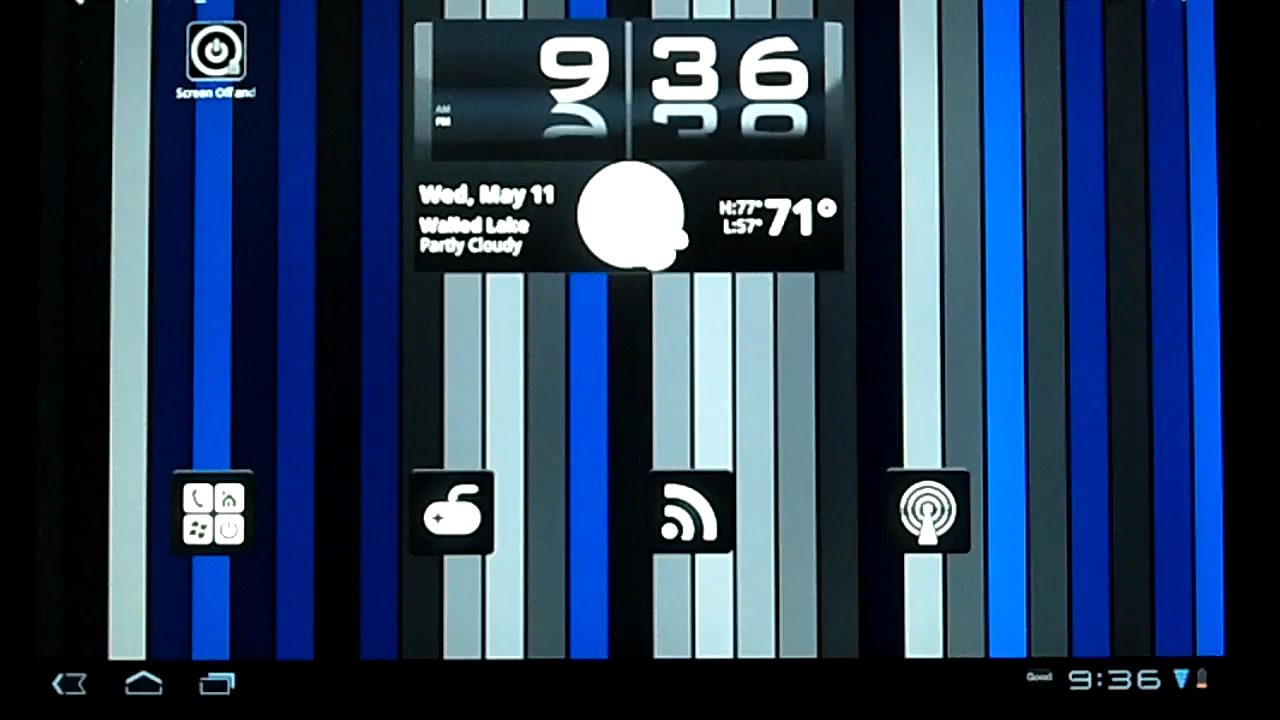 Screen Off and
9 36
AM
PM
Wed, May 11
Walled Lake
Partly Cloudy
H:77°
L:57°
71°
Good
9:36